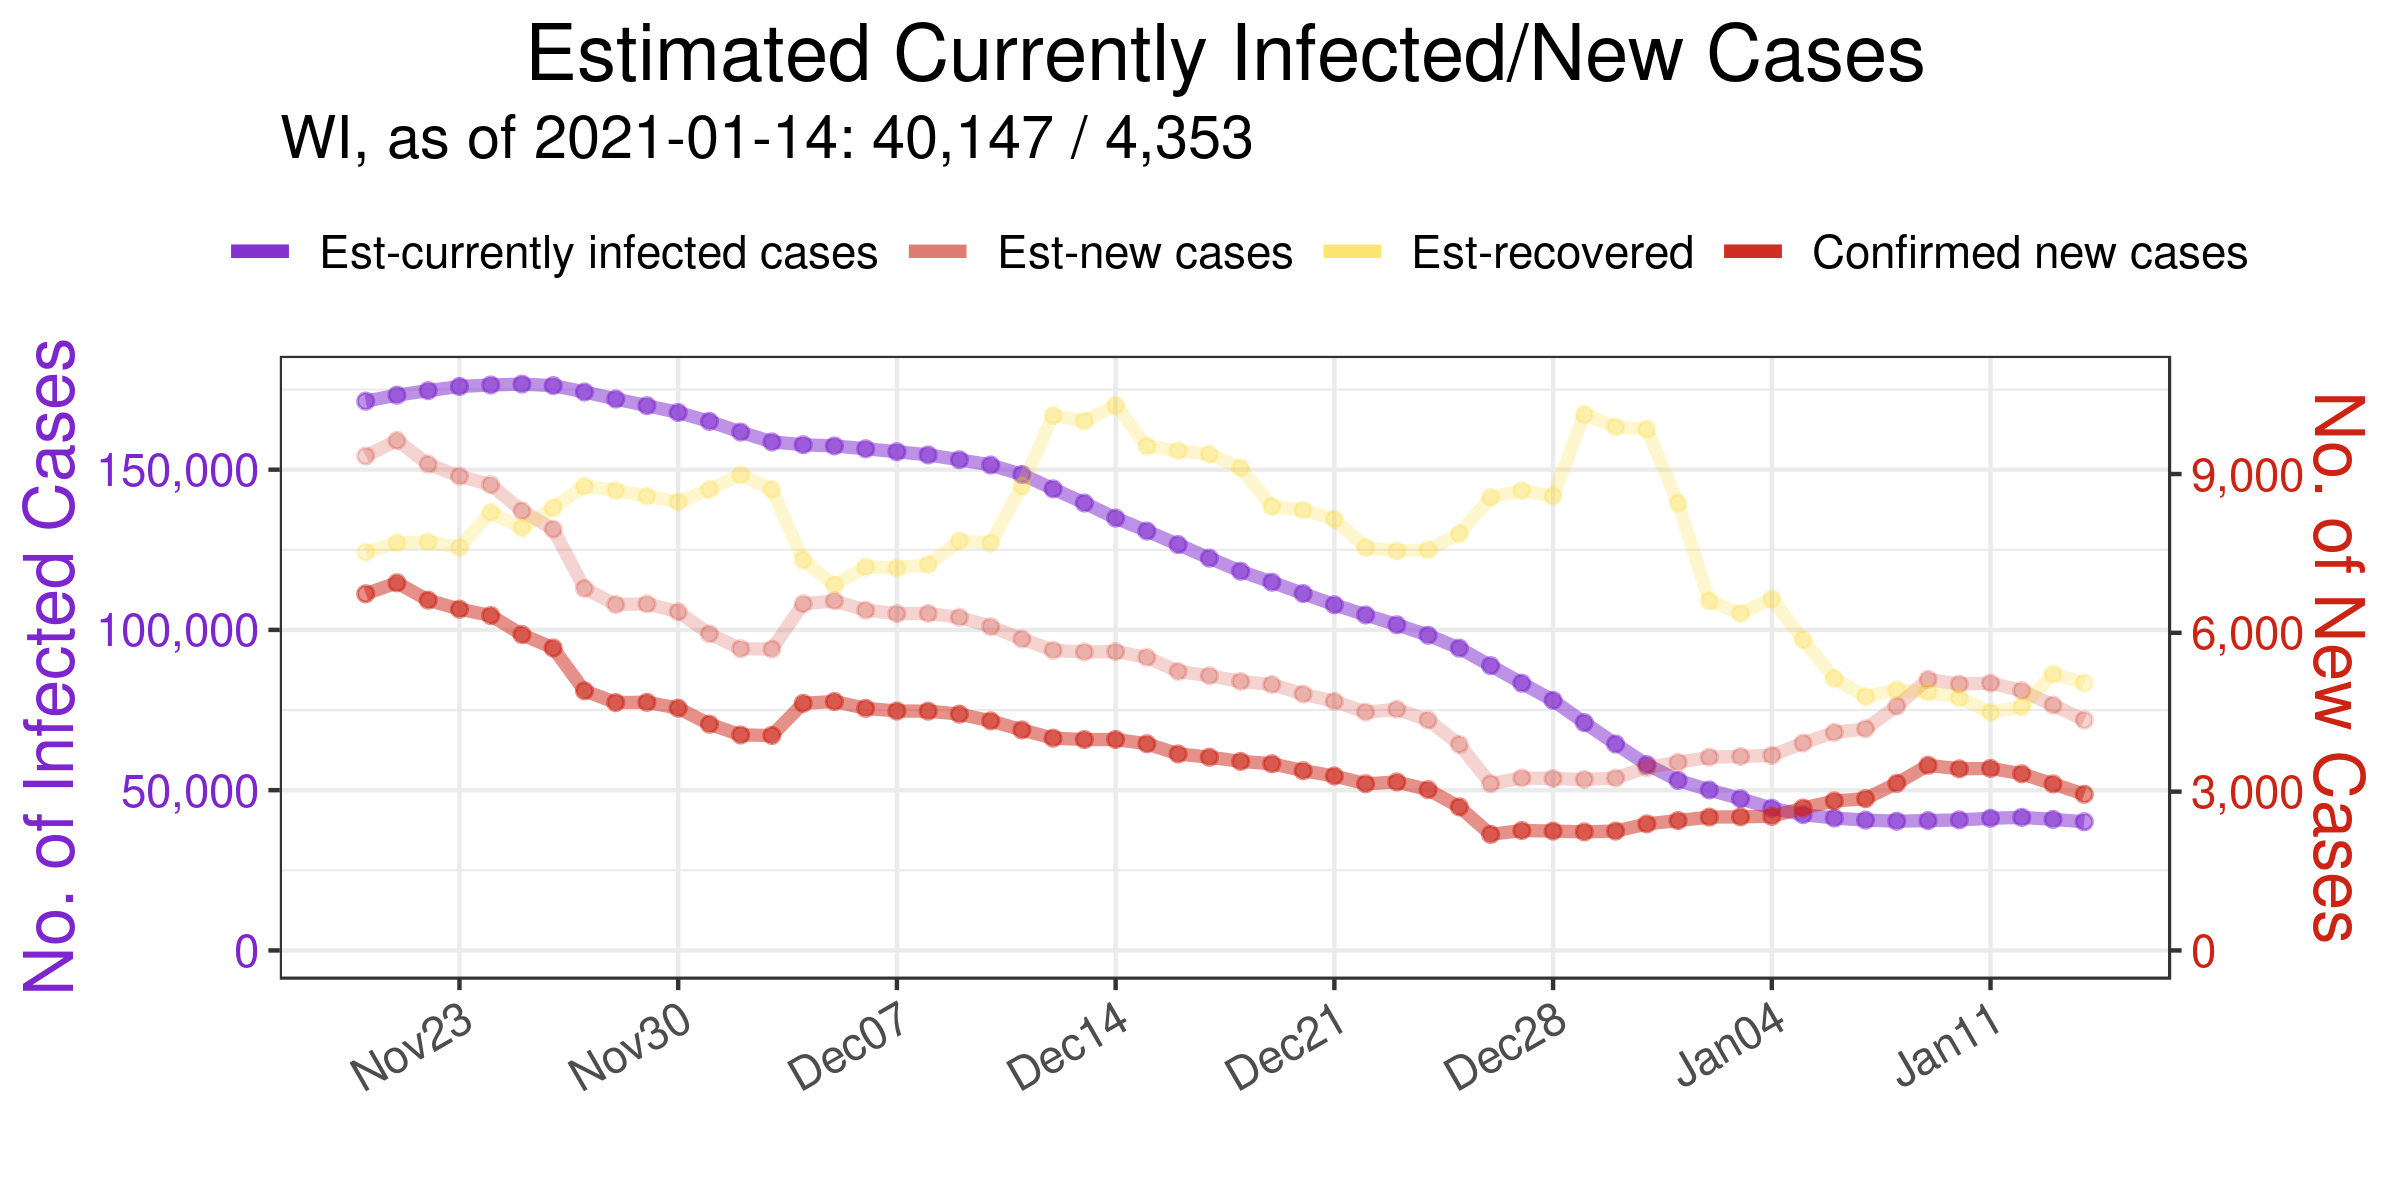 Estimated Currently Infected/New Cases
WI, as of 2021-01-14: 40,147 / 4,353
Est-currently infected cases Est-new cases Est-recovered Confirmed new cases
No. of Infected Cases
150,000
100,000
50,000
0
9,000
6,000
3,000
0
No. of New Cases
Nov23 Nov30 Dec07 Dec14 Dec21 Dec28 Jan04 Jan11